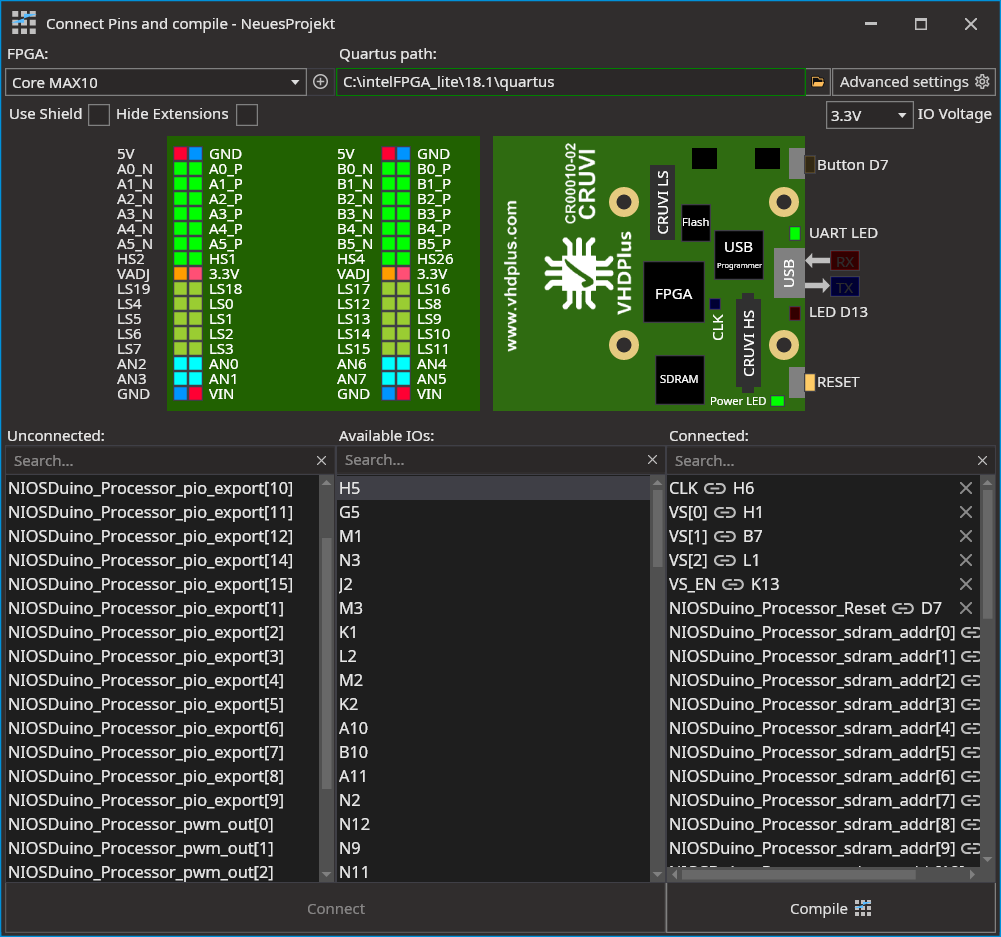 Connect Pins and compile - NeuesProjekt
FPGA: Quartus path:
Core MAX10 C:\intelFPGA_lite\18.1\quartus Advanced settings
Use Shield Hide Extensions 3.3V IO Voltage
5V GND 5V GND
A0_N A0_P B0_N B0_P
A1_N A1_P B1_N B1_P
A2_N A2_P B2_N B2_P
A3_N A3_P B3_N B3_P
A4_N A4_P B4_N B4_P
A5_N A5_P B5_N B5_P
HS2 HS1 HS4 HS26
VADJ 3.3V VADJ 3.3V
LS19 LS18 LS17 LS16
LS4 LS0 LS12 LS8
LS5 LS1 LS13 LS9
LS6 LS2 LS14 LS10
LS7 LS3 LS15 LS11
AN2 AN0 AN6 AN4
AN3 AN1 AN7 AN5
GND VIN GND VIN
www.vhdplus.com
CR00010-02
CRUVI
VHDPlus
CRUVI LS
Flash
USB
Programmer
FPGA
CLK
CRUVI HS
SDRAM
Power LED
USB
Button D7
UART LED
RX
TX
LED D13
RESET
Unconnected: Available IOs: Connected:
Search... Search... Search...
NIOSDuino_Processor_pio_export[10] H5 CLK H6
NIOSDuino_Processor_pio_export[11] G5 VS[0] H1
NIOSDuino_Processor_pio_export[12] M1 VS[1] B7
NIOSDuino_Processor_pio_export[14] N3 VS[2] L1
NIOSDuino_Processor_pio_export[15] J2 VS_EN K13
NIOSDuino_Processor_pio_export[1] M3 NIOSDuino_Processor_Reset D7
NIOSDuino_Processor_pio_export[2] K1 NIOSDuino_Processor_sdram_addr[0]
NIOSDuino_Processor_pio_export[3] L2 NIOSDuino_Processor_sdram_addr[1]
NIOSDuino_Processor_pio_export[4] M2 NIOSDuino_Processor_sdram_addr[2]
NIOSDuino_Processor_pio_export[5] K2 NIOSDuino_Processor_sdram_addr[3]
NIOSDuino_Processor_pio_export[6] A10 NIOSDuino_Processor_sdram_addr[4]
NIOSDuino_Processor_pio_export[7] B10 NIOSDuino_Processor_sdram_addr[5]
NIOSDuino_Processor_pio_export[8] A11 NIOSDuino_Processor_sdram_addr[6]
NIOSDuino_Processor_pio_export[9] N2 NIOSDuino_Processor_sdram_addr[7]
NIOSDuino_Processor_pwm_out[0] N12 NIOSDuino_Processor_sdram_addr[8]
NIOSDuino_Processor_pwm_out[1] N9 NIOSDuino_Processor_sdram_addr[9]
NIOSDuino_Processor_pwm_out[2] N11
Connect Compile